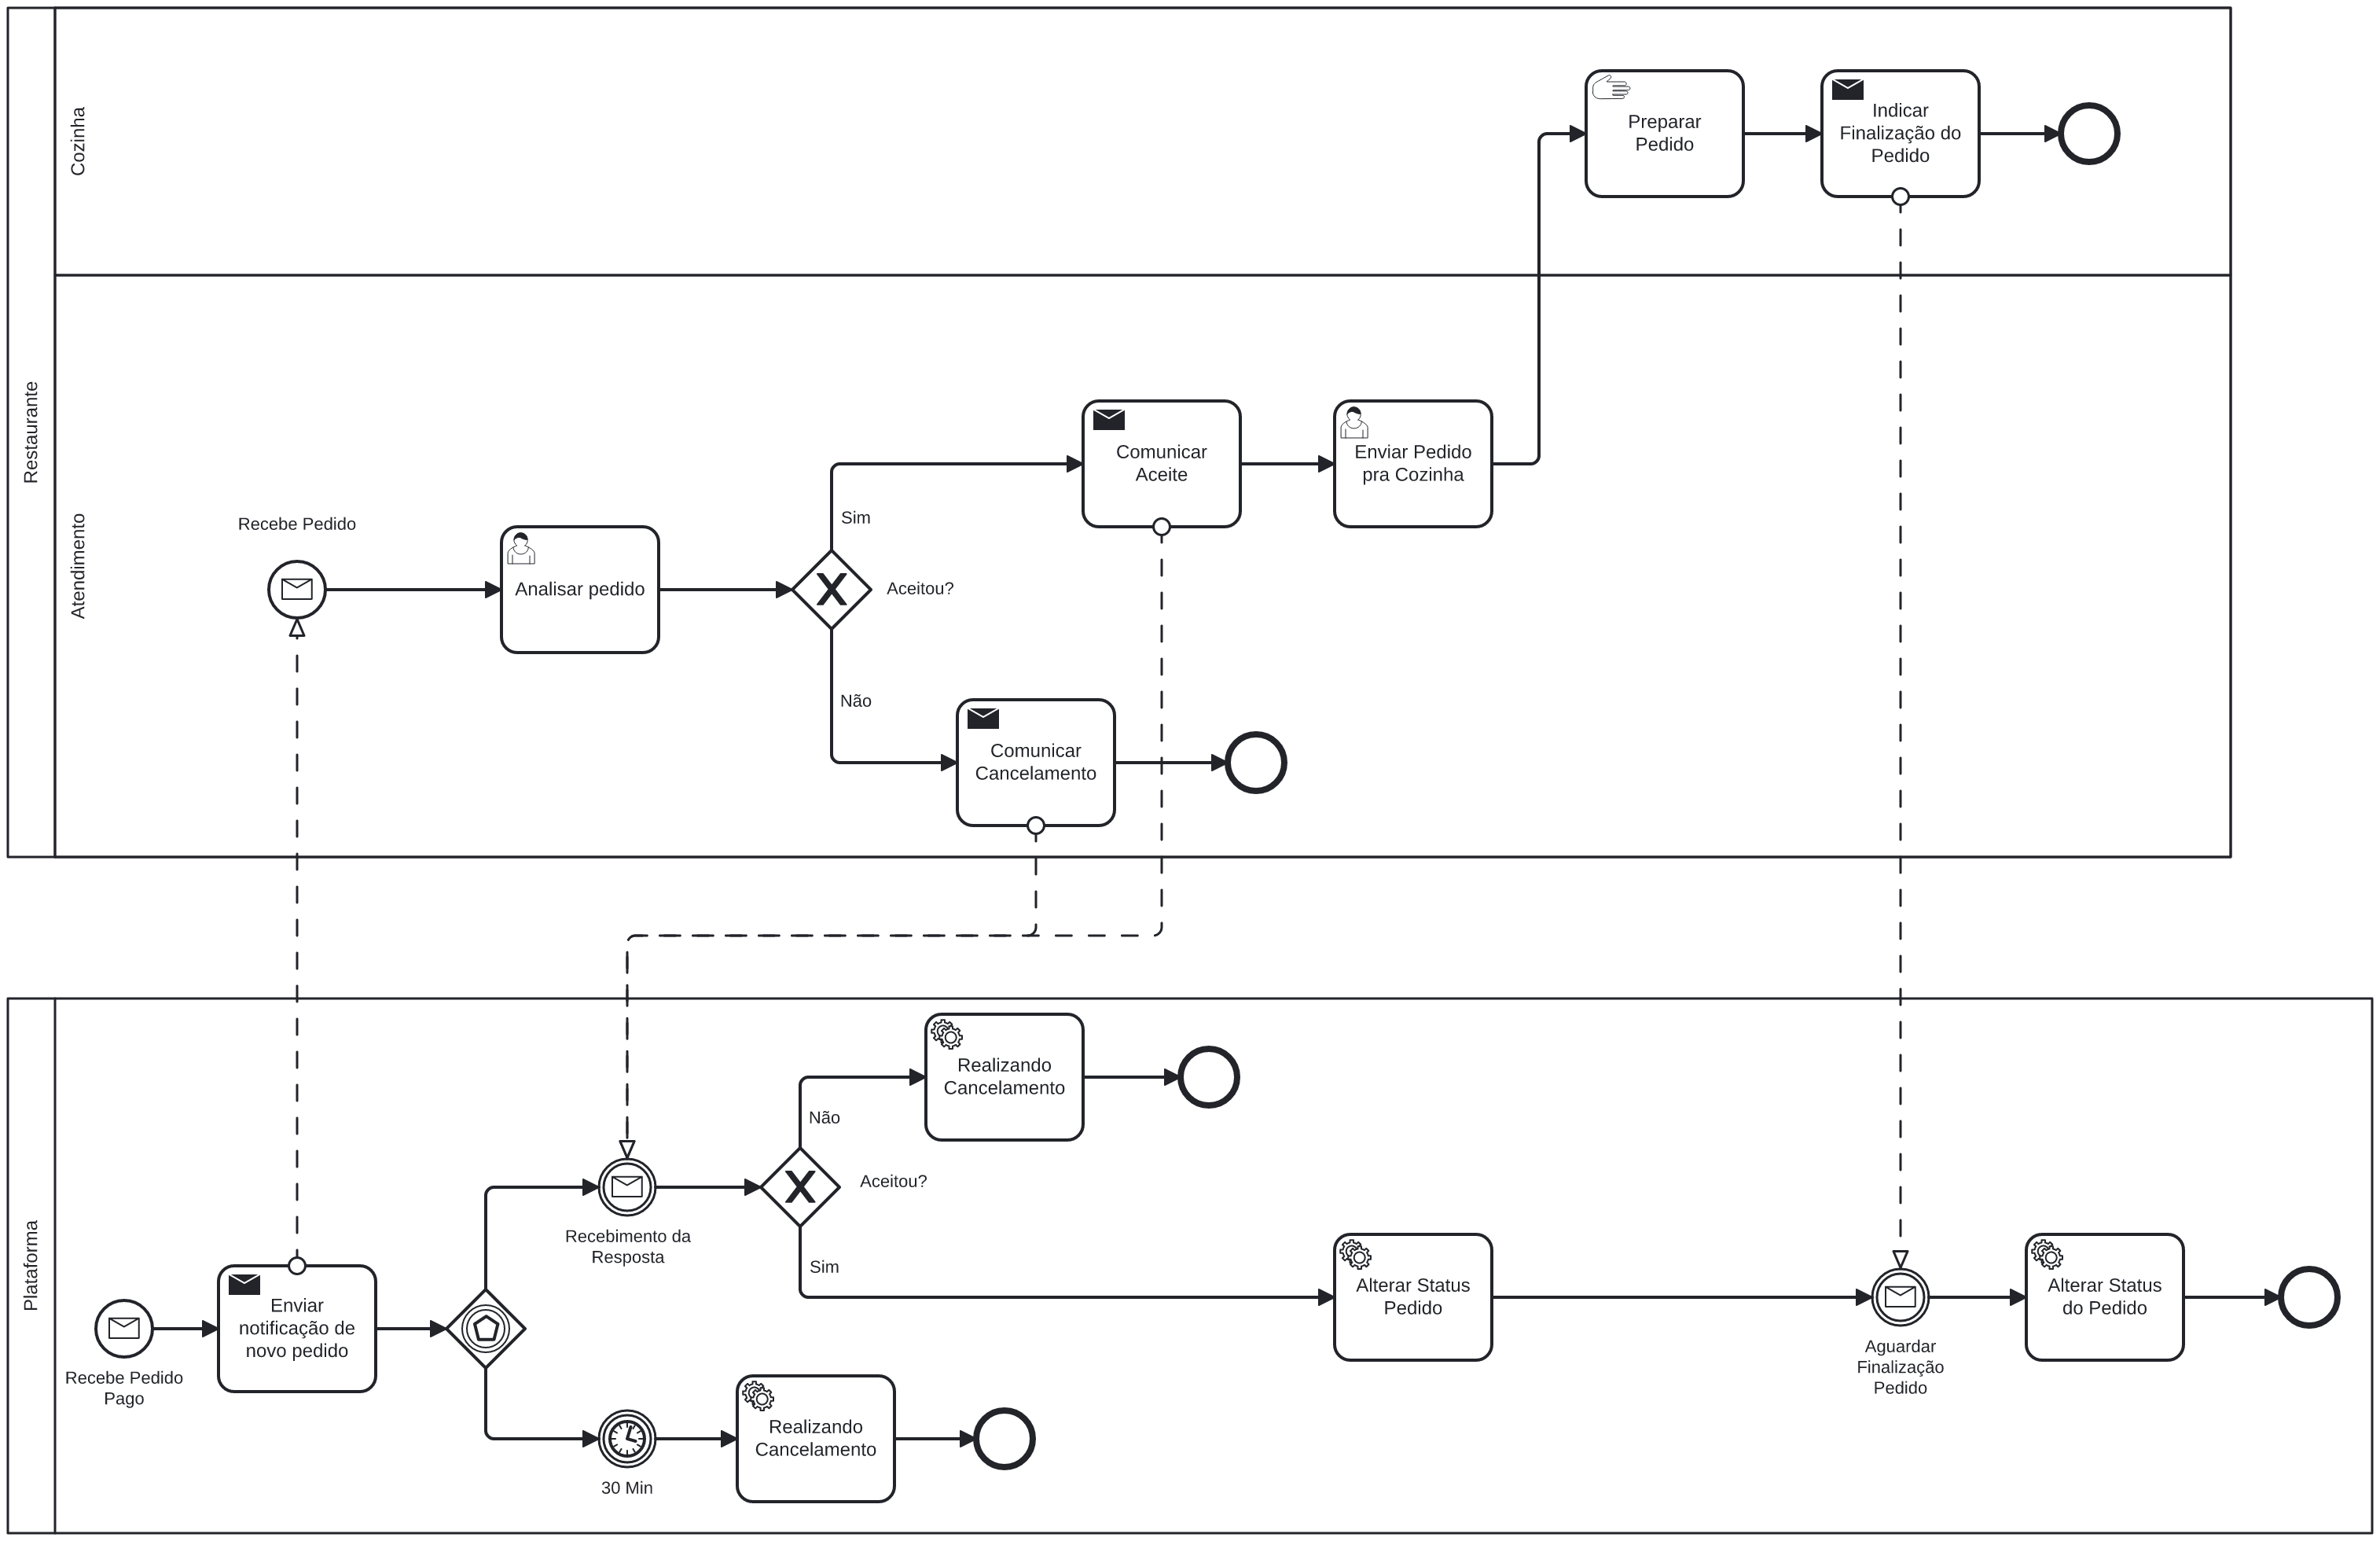 Restaurante
Cozinha
Preparar
Pedido
Indicar
Finalização do
Pedido
Atendimento
Recebe Pedido
Analisar pedido
Sim
Aceitou?
Não
Comunicar
Aceite
Enviar Pedido
pra Cozinha
Comunicar
Cancelamento
Plataforma
Recebe Pedido
Pago
Enviar
notificação de
novo pedido
Recebimento da
Resposta
Não
Aceitou?
Sim
Realizando
Cancelamento
30 Min
Realizando
Cancelamento
Alterar Status
Pedido
Aguardar
Finalização
Pedido
Alterar Status
do Pedido